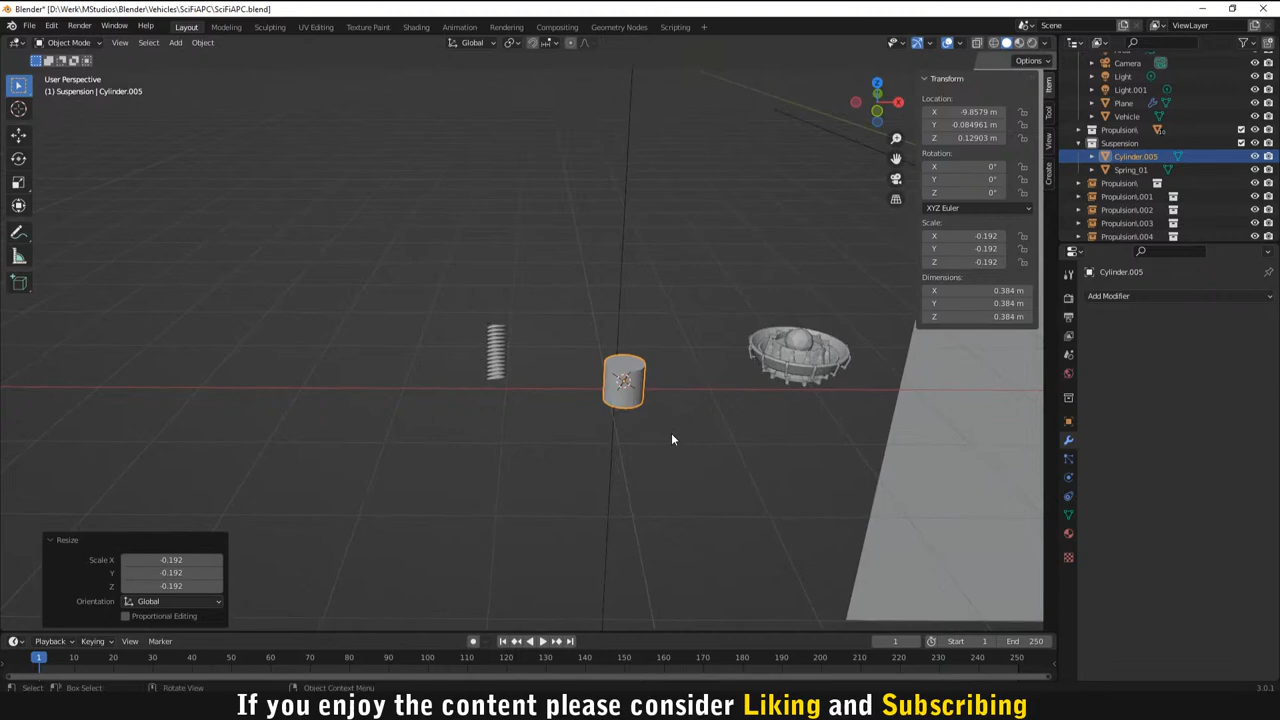 Blender* [D:\Werk\MStudios\Blender\Vehicles\SciFiAPC\SciFiAPC.blend]
File Edit Render Window Help Layout Modeling Sculpting UV Editing Texture Paint Shading Animation Rendering Compositing Geometry Nodes Scripting Scene ViewLayer
Object Mode View Select Add Object Global
Options
User Perspective
(1) Suspension | Cylinder.005
Transform
Location:
X -9.8579 m
Y -0.084961 m
Z 0.12903 m
Rotation:
X 0°
Y 0°
Z 0°
XYZ Euler
Scale:
X -0.192
Y -0.192
Z -0.192
Dimensions:
X 0.384 m
Y 0.384 m
Z 0.384 m
Item
Tool
View
Create
X
Z
Camera
Light
Light.001
Plane
Vehicle
Propulsion\
Suspension
Cylinder.005
Spring_01
Propulsion\
Propulsion\.001
Propulsion\.002
Propulsion\.003
Propulsion\.004
Cylinder.005
Add Modifier
Resize
Scale X -0.192
Y -0.192
Z -0.192
Orientation Global
Proportional Editing
Playback Keying View Marker 1 Start 1 End 250
1 10 20 30 40 50 60 70 80 90 100 110 120 130 140 150 160 170 180 190 200 210 220 230 240 250
Select Box Select Rotate View Object Context Menu 3.0.1
If you enjoy the content please consider Liking and Subscribing